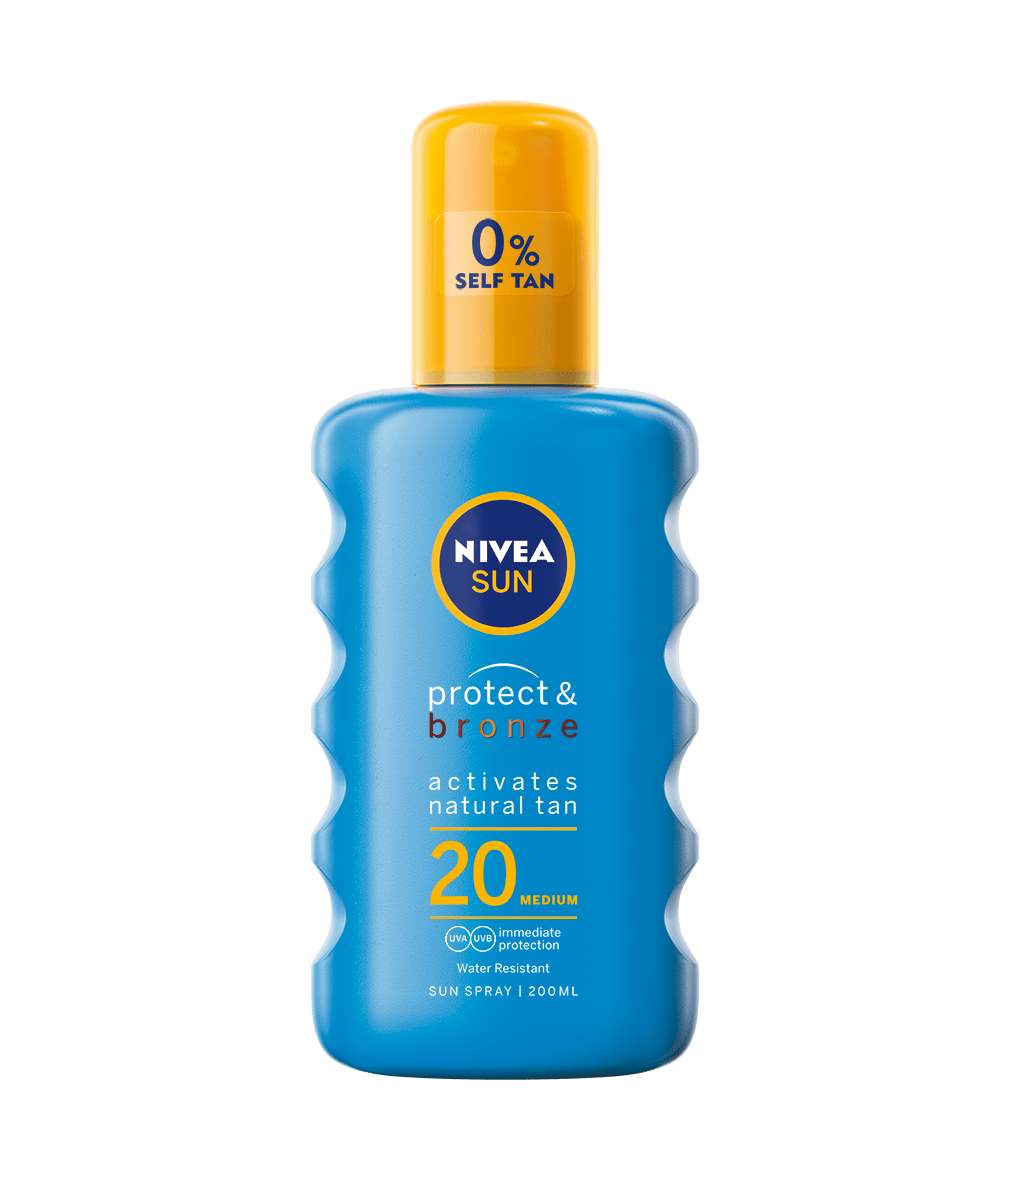 0%
SELF TAN
NIVEA
SUN
protect &
bronze
activates
natural tan
20 MEDIUM
UVA UVB immediate
protection
Water Resistant
SUN SPRAY | 200ML